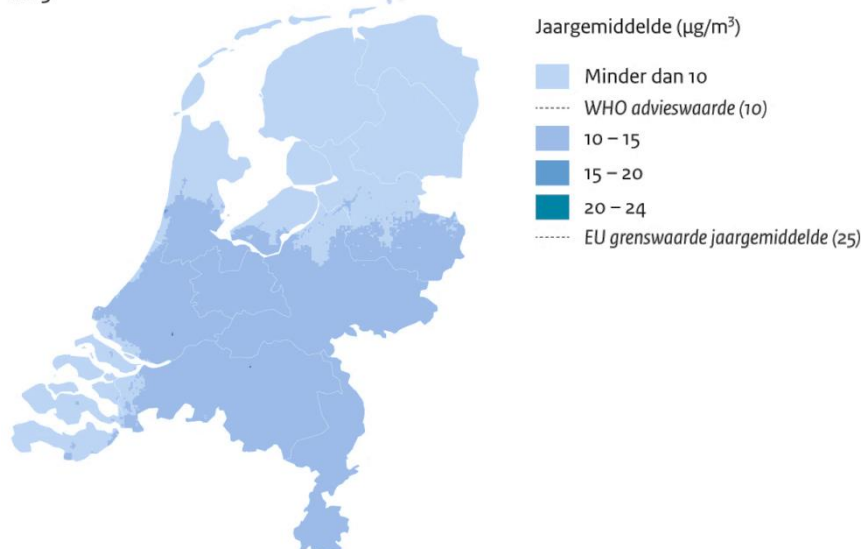 Jaargemiddelde (µg/m³)
Minder dan 10
WHO advieswaarde (10)
10 – 15
15 – 20
20 – 24
EU grenswaarde jaargemiddelde (25)